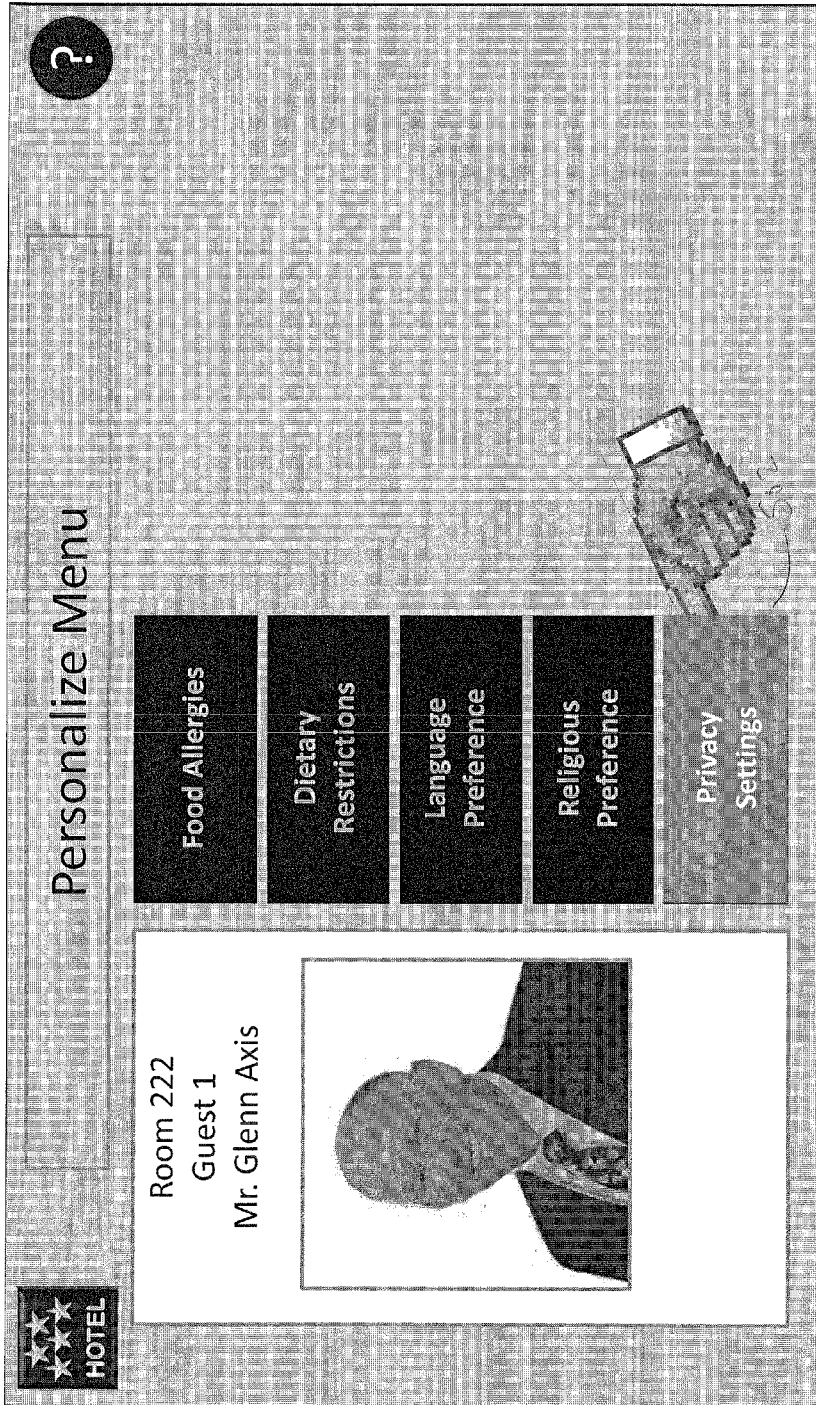 HOTEL
Personalize Menu
?
Room 222
Guest 1
Mr. Glenn Axis
Food Allergies
Dietary
Restrictions
Language
Preference
Religious
Preference
Privacy
Settings